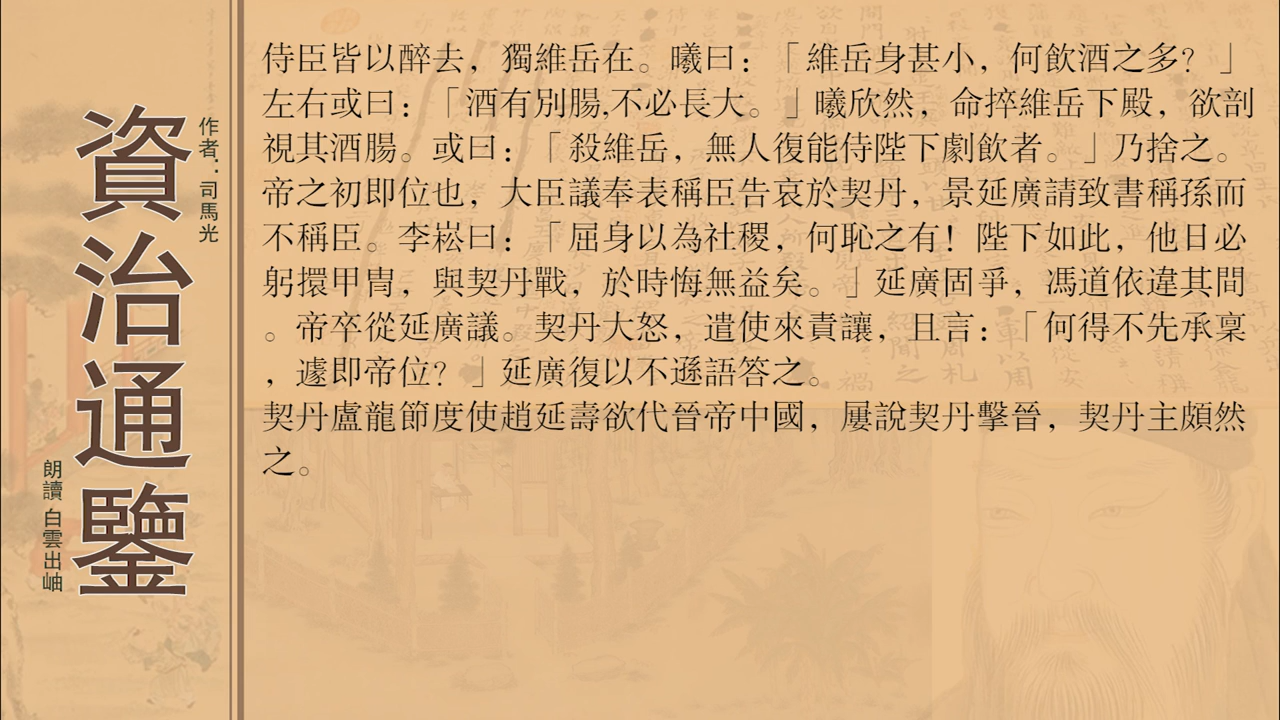 資治通鑒
作者：司馬光
朗讀 白雲出岫
侍臣皆以醉去，獨維岳在。曦曰：「維岳身甚小，何飲酒之多？」
左右或曰：「酒有別腸,不必長大。」曦欣然，命捽維岳下殿，欲剖
視其酒腸。或曰：「殺維岳，無人復能侍陛下劇飲者。」乃捨之。
帝之初即位也，大臣議奉表稱臣告哀於契丹，景延廣請致書稱孫而
不稱臣。李崧曰：「屈身以為社稷，何恥之有！陛下如此，他日必
躬擐甲冑，與契丹戰，於時悔無益矣。」延廣固爭，馮道依違其間
。帝卒從延廣議。契丹大怒，遣使來責讓，且言：「何得不先承稟
，遽即帝位？」延廣復以不遜語答之。
契丹盧龍節度使趙延壽欲代晉帝中國，屢說契丹擊晉，契丹主頗然
之。